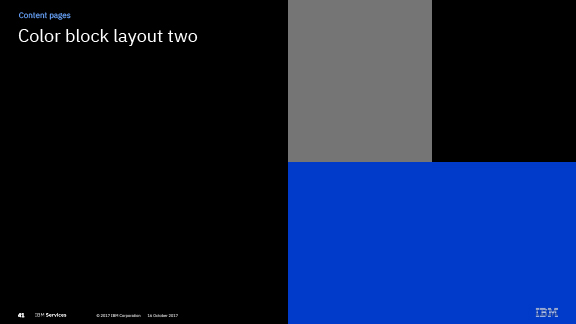 Content pages
Color block layout two
41 IBM Services © 2017 IBM Corporation 16 October 2017
IBM